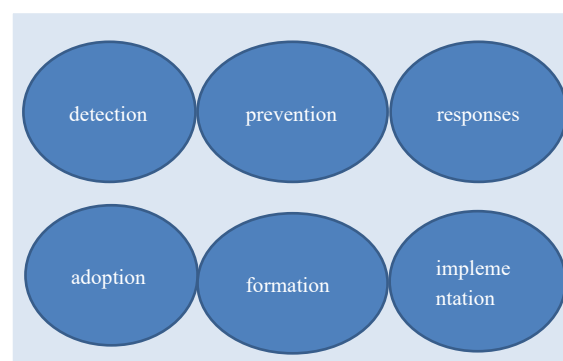 detection
prevention
responses
adoption
formation
impleme
ntation